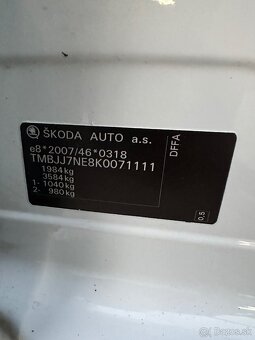 ŠKODA AUTO a.s.
e8*2007/46*0318
TMBJJ7NE8K0071111
1984kg
3584kg
1- 1040kg
2- 980kg
DFFA
0,5
© bazos.sk